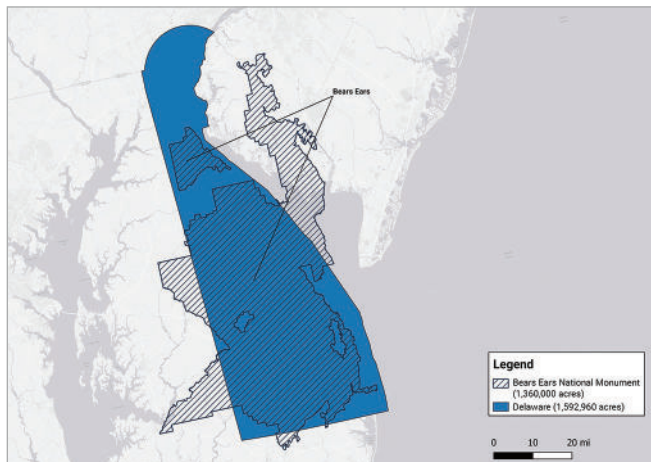 Bears Ears
Legend
Bears Ears National Monument
(1,360,000 acres)
Delaware (1,592,960 acres)
0 10 20 mi